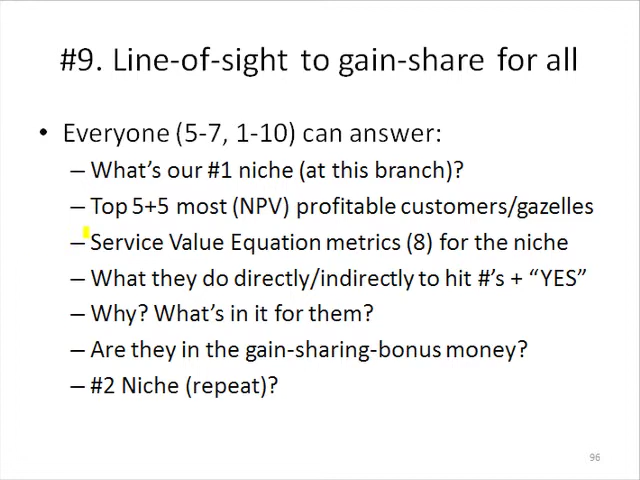 #9. Line-of-sight to gain-share for all
• Everyone (5-7, 1-10) can answer:
– What’s our #1 niche (at this branch)?
– Top 5+5 most (NPV) profitable customers/gazelles
– Service Value Equation metrics (8) for the niche
– What they do directly/indirectly to hit #’s + “YES”
– Why? What’s in it for them?
– Are they in the gain-sharing-bonus money?
– #2 Niche (repeat)?
96